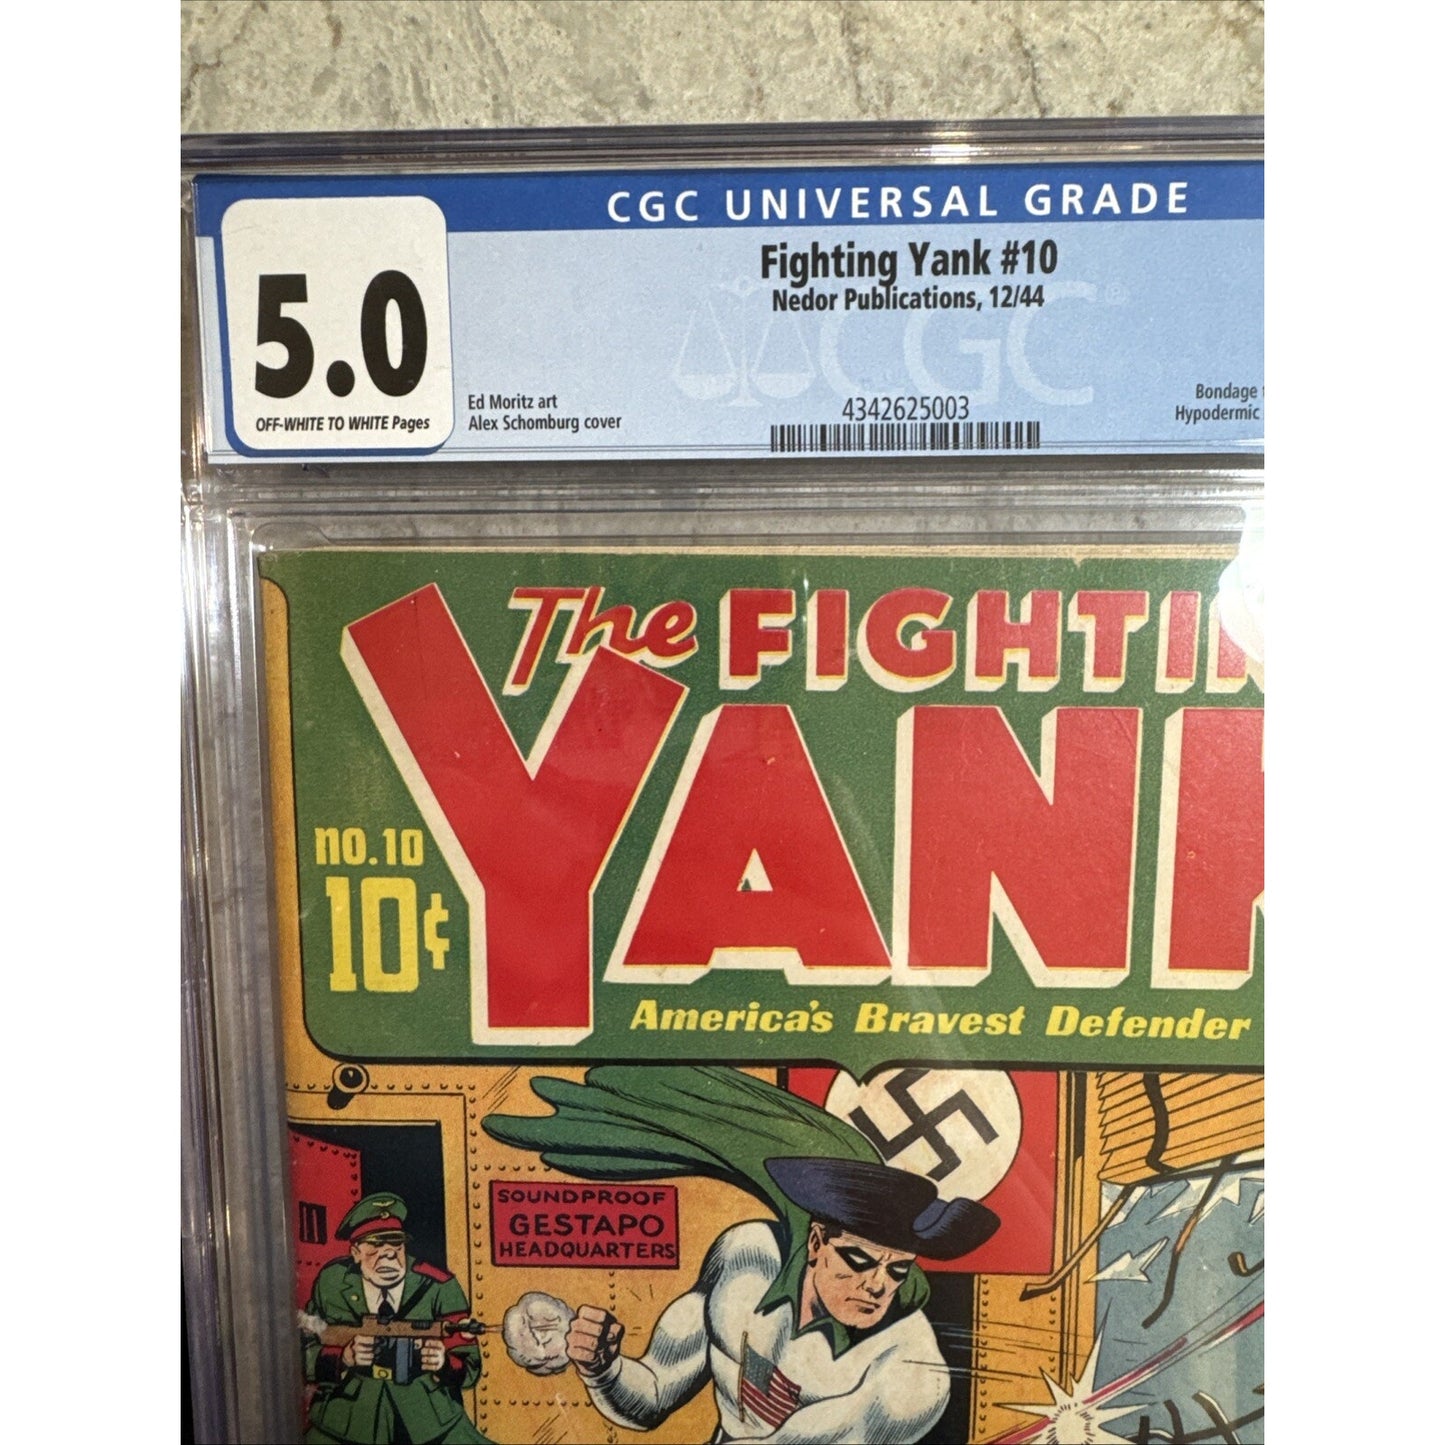 CGC UNIVERSAL GRADE
Fighting Yank #10
Nedor Publications, 12/44
CGC
5.0
OFF-WHITE TO WHITE Pages
Ed Moritz art
Alex Schomburg cover
4342625003
Bondage
Hypodermic
The FIGHTIN
YANK
NO. 10
10¢
America's Bravest Defender
SOUNDPROOF
GESTAPO
HEADQUARTERS